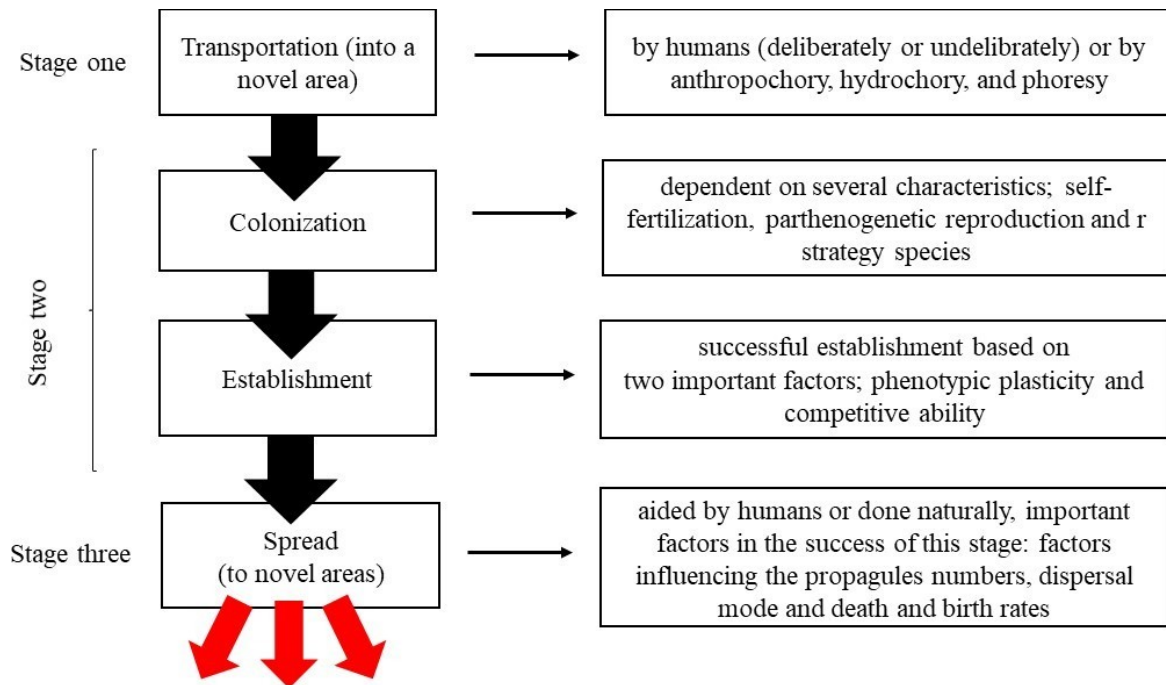 Stage one
Transportation (into a
novel area)
by humans (deliberately or undelibrately) or by
anthropochory, hydrochory, and phoresy
Stage two
Colonization
dependent on several characteristics; self-
fertilization, parthenogenetic reproduction and r
strategy species
Establishment
successful establishment based on
two important factors; phenotypic plasticity and
competitive ability
Stage three
Spread
(to novel areas)
aided by humans or done naturally, important
factors in the success of this stage: factors
influencing the propagules numbers, dispersal
mode and death and birth rates